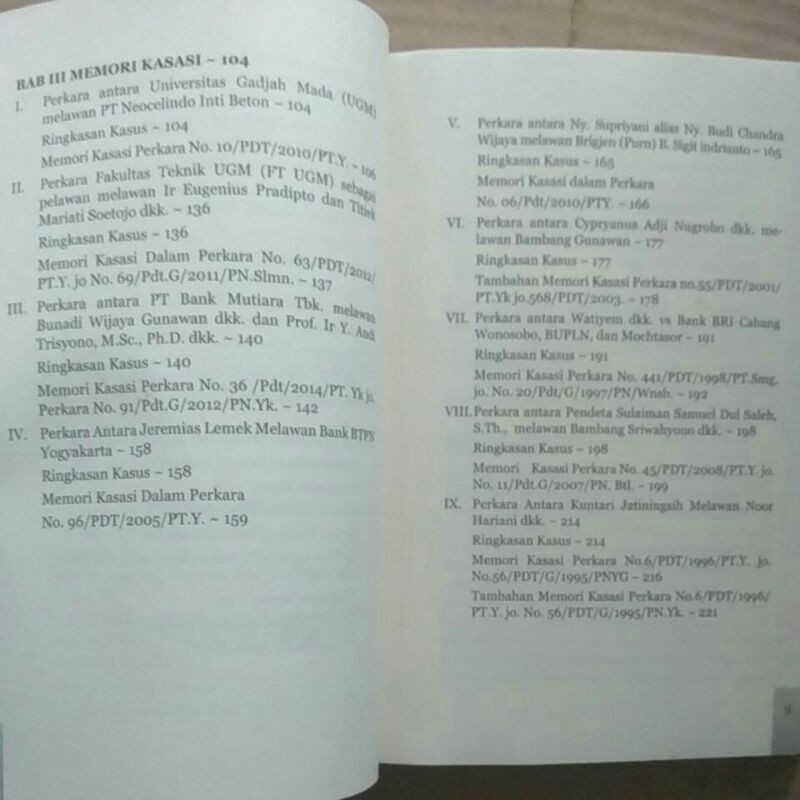 BAB III MEMORI KASASI ~ 104
I. Perkara antara Universitas Gadjah Mada (UGM)
melawan PT Neocelindo Inti Beton ~ 104
Ringkasan Kasus ~ 104
Memori Kasasi Perkara No. 10/PDT/2010/PT.Y. ~ 106
II. Perkara Fakultas Teknik UGM (FT UGM) sebagai
pelawan melawan Ir Eugenius Pradipto dan Titiek
Mariati Soetojo dkk. ~ 136
Ringkasan Kasus ~ 136
Memori Kasasi Dalam Perkara No. 63/PDT/2012/
PT.Y. jo No. 69/Pdt.G/2011/PN.Slmn. ~ 137
III. Perkara antara PT Bank Mutiara Tbk. melawan
Bunadi Wijaya Gunawan dkk. dan Prof. Ir Y. Andi
Trisyono, M.Sc., Ph.D. dkk. ~ 140
Ringkasan Kasus ~ 140
Memori Kasasi Perkara No. 36 /Pdt/2014/PT. Yk jo.
Perkara No. 91/Pdt.G/2012/PN.Yk. ~ 142
IV. Perkara Antara Jeremias Lemek Melawan Bank BTPN
Yogyakarta ~ 158
Ringkasan Kasus ~ 158
Memori Kasasi Dalam Perkara
No. 96/PDT/2005/PT.Y. ~ 159
V. Perkara antara Ny. Supriyani alias Ny. Budi Chandra
Wijaya melawan Brigjen (Purn) B. Sigit indrianto ~ 165
Ringkasan Kasus ~ 165
Memori Kasasi dalam Perkara
No. 06/Pdt/2010/PTY. ~ 166
VI. Perkara antara Cypryanus Adji Nugroho dkk. me-
lawan Bambang Gunawan ~ 177
Ringkasan Kasus ~ 177
Tambahan Memori Kasasi Perkara no.55/PDT/2001/
PT.Yk jo.568/PDT/2003. ~ 178
VII. Perkara antara Watiyem dkk. vs Bank BRI Cabang
Wonosobo, BUPLN, dan Mochtasor ~ 191
Ringkasan Kasus ~ 191
Memori Kasasi Perkara No. 441/PDT/1998/PT.Smg.
jo. No. 20/Pdt/G/1997/PN/Wnsb. ~ 192
VIII. Perkara antara Pendeta Sulaiman Samuel Dul Saleh,
S.Th., melawan Bambang Sriwahyono dkk. ~ 198
Ringkasan Kasus ~ 198
Memori Kasasi Perkara No. 45/PDT/2008/PT.Y. jo.
No. 11/Pdt.G/2007/PN. Btl. ~ 199
IX. Perkara Antara Kuntari Jatiningsih Melawan Noor
Hariani dkk. ~ 214
Ringkasan Kasus ~ 214
Memori Kasasi Perkara No.6/PDT/1996/PT.Y. jo.
No.56/PDT/G/1995/PNYG ~ 216
Tambahan Memori Kasasi Perkara No.6/PDT/1996/
PT.Y. jo. No. 56/PDT/G/1995/PN.Yk. ~ 221